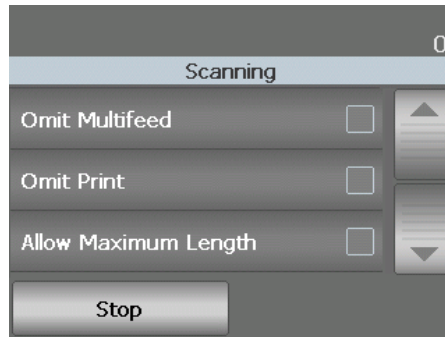 0
Scanning
Omit Multifeed
Omit Print
Allow Maximum Length
Stop